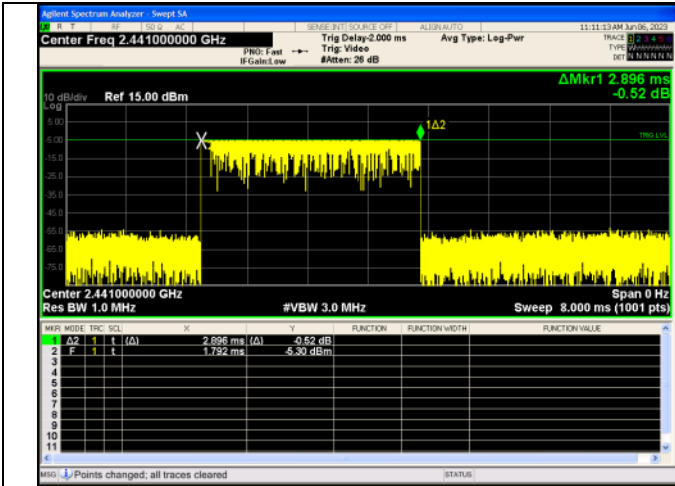 Agilent Spectrum Analyzer - Swept SA
R T RF 50 Ω AC SENSE:INT SOURCE OFF ALIGN AUTO 11:11:13 AM Jun 06, 2023
Center Freq 2.441000000 GHz
Trig Delay-2.000 ms Avg Type: Log-Pwr TRACE 1 2 3 4 5 6
PNO: Fast Trig: Video TYPE
IFGain:Low #Atten: 26 dB DET N N N N N N
ΔMkr1 2.896 ms
-0.52 dB
10 dB/div Ref 15.00 dBm
Log
5.00
1Δ2
-5.00
TRIG LVL
-15.0
-25.0
-35.0
-45.0
-55.0
-65.0
-75.0
Center 2.441000000 GHz Span 0 Hz
Res BW 1.0 MHz #VBW 3.0 MHz Sweep 8.000 ms (1001 pts)
MKR MODE TRC SCL X Y FUNCTION FUNCTION WIDTH FUNCTION VALUE
1 Δ2 1 t (Δ) 2.896 ms (Δ) -0.52 dB
2 F 1 t 1.792 ms -5.30 dBm
3
4
5
6
7
8
9
10
11
MSG Points changed; all traces cleared STATUS